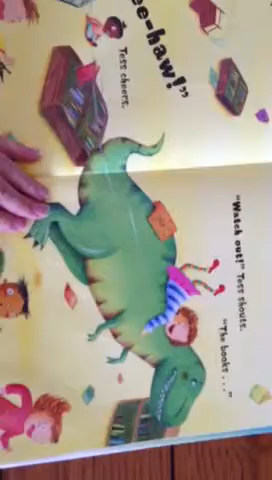 ee-haw!"
Tess cheers.
"Watch out!" Tess shouts.
"The books . . ."